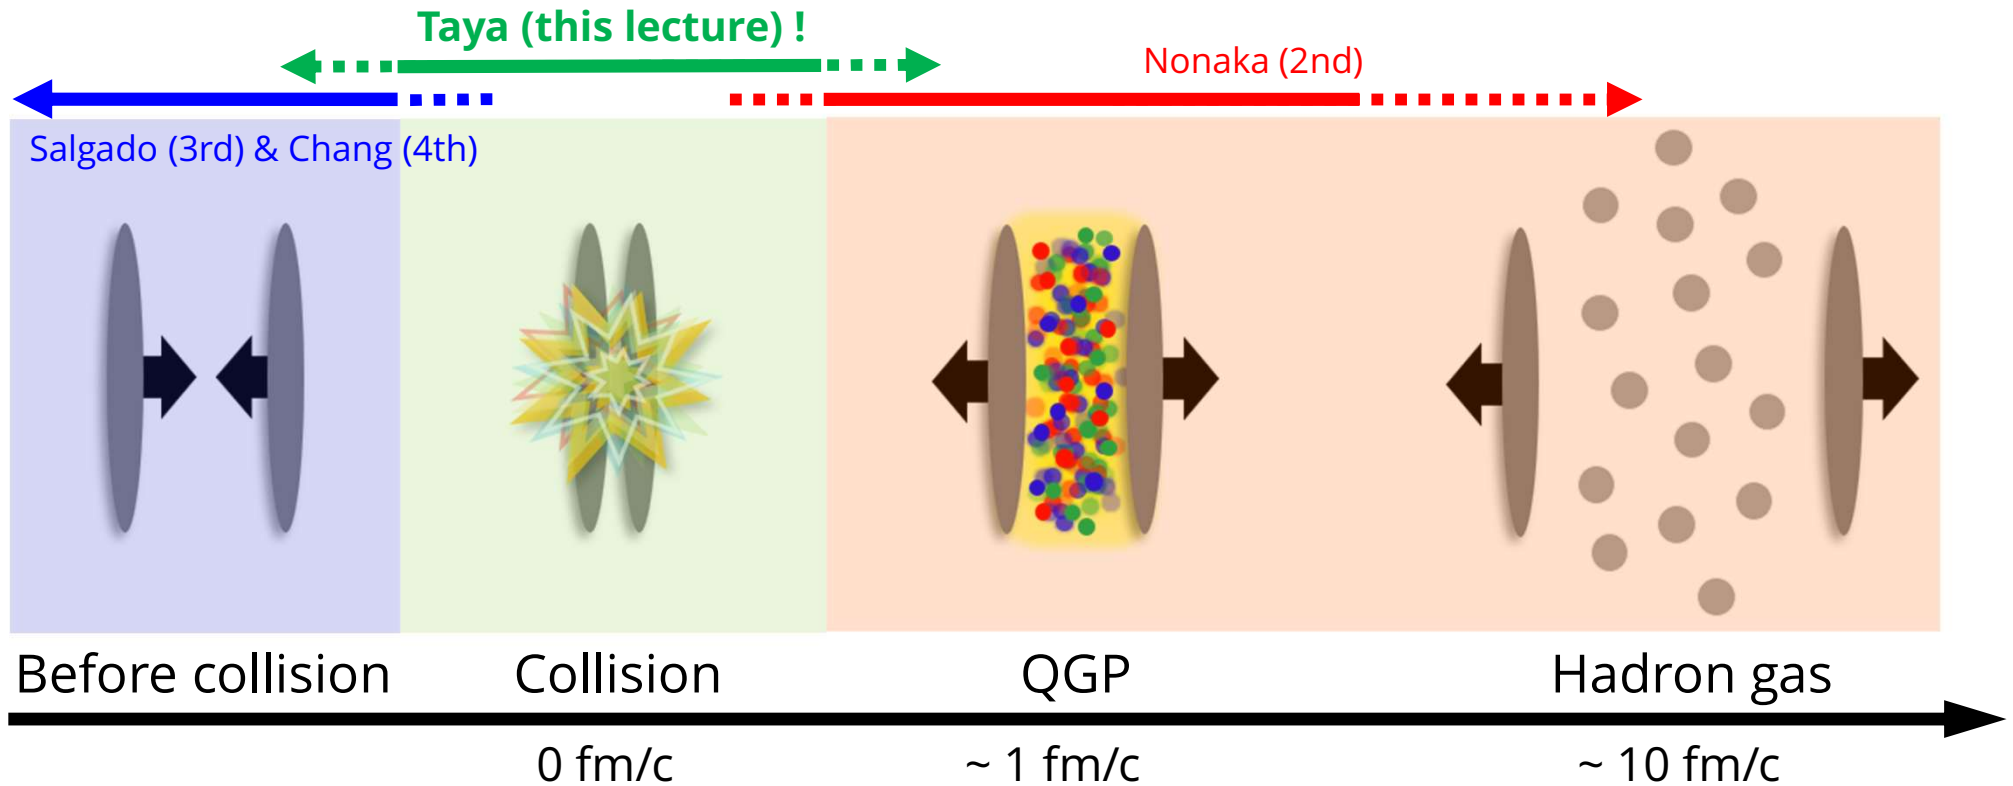 Taya (this lecture) !
Nonaka (2nd)
Salgado (3rd) & Chang (4th)
Before collision
Collision
QGP
Hadron gas
0 fm/c
~ 1 fm/c
~ 10 fm/c